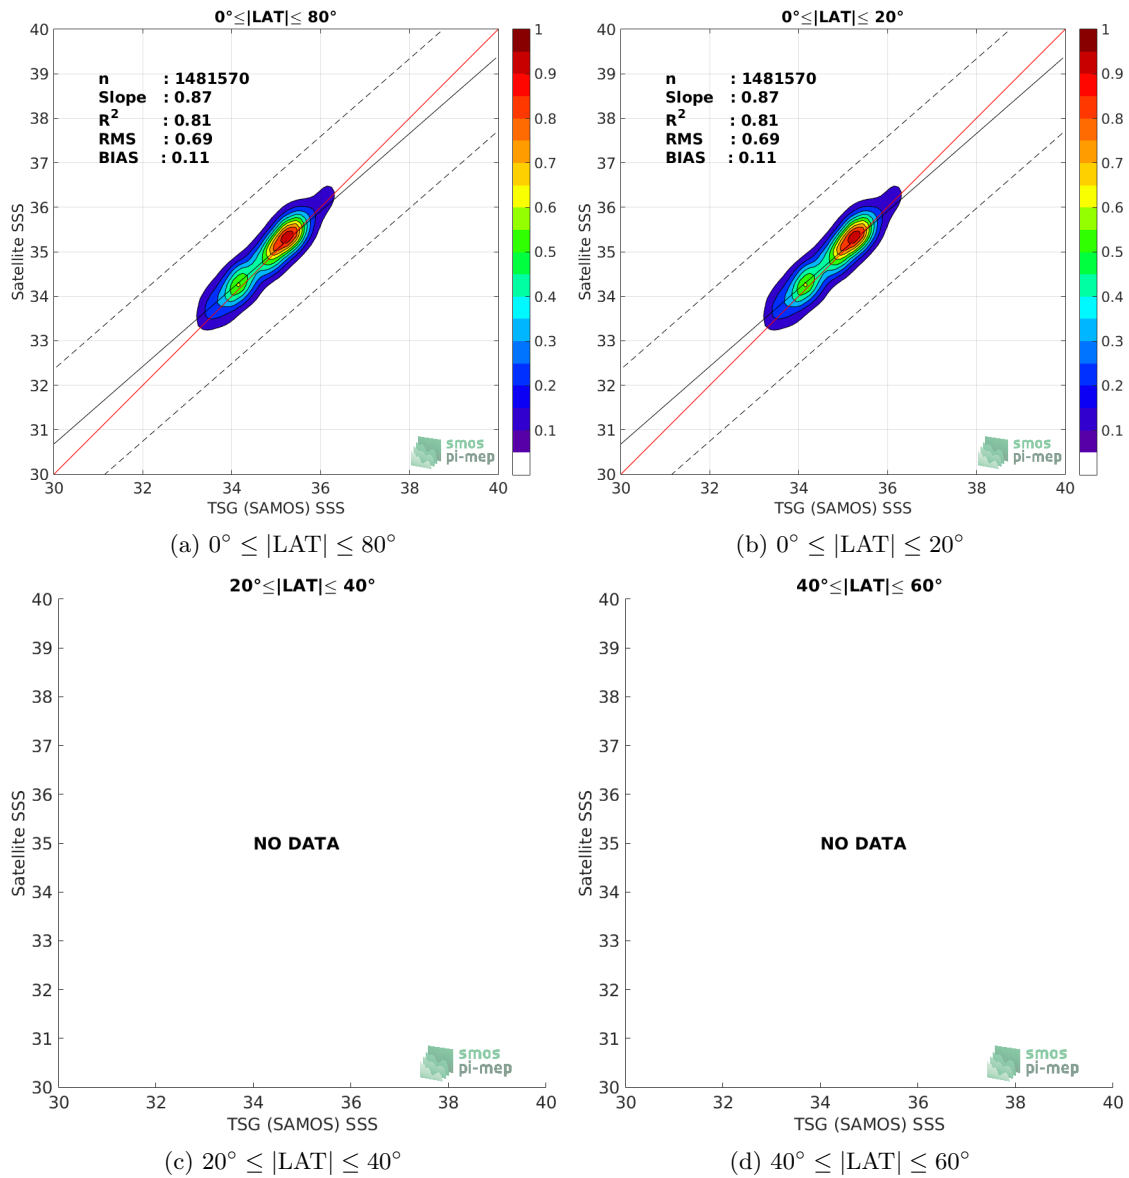 0°≤|LAT|≤ 80°
40
39
38
37
36
35
34
33
32
31
30
Satellite SSS
n : 1481570
Slope : 0.87
R² : 0.81
RMS : 0.69
BIAS : 0.11
1
0.9
0.8
0.7
0.6
0.5
0.4
0.3
0.2
0.1
smos
pi-mep
30 32 34 36 38 40
TSG (SAMOS) SSS
(a) 0° ≤ |LAT| ≤ 80°
0°≤|LAT|≤ 20°
40
39
38
37
36
35
34
33
32
31
30
Satellite SSS
n : 1481570
Slope : 0.87
R² : 0.81
RMS : 0.69
BIAS : 0.11
1
0.9
0.8
0.7
0.6
0.5
0.4
0.3
0.2
0.1
smos
pi-mep
30 32 34 36 38 40
TSG (SAMOS) SSS
(b) 0° ≤ |LAT| ≤ 20°
20°≤|LAT|≤ 40°
40
39
38
37
36
35
34
33
32
31
30
Satellite SSS
NO DATA
smos
pi-mep
30 32 34 36 38 40
TSG (SAMOS) SSS
(c) 20° ≤ |LAT| ≤ 40°
40°≤|LAT|≤ 60°
40
39
38
37
36
35
34
33
32
31
30
Satellite SSS
NO DATA
smos
pi-mep
30 32 34 36 38 40
TSG (SAMOS) SSS
(d) 40° ≤ |LAT| ≤ 60°